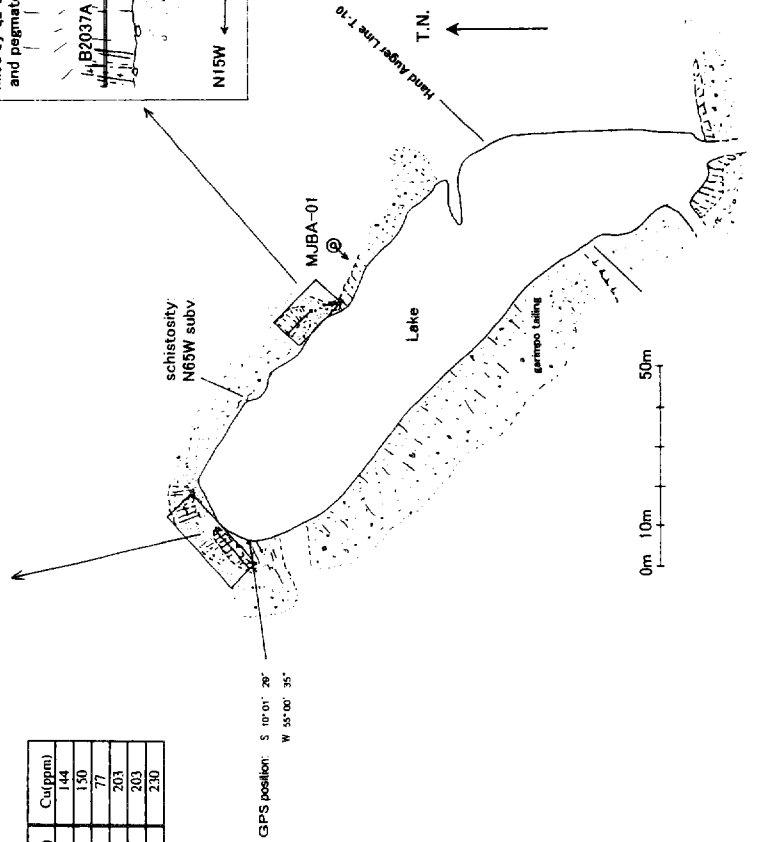 and pegmat
B2037A
N15W
T.N.
Hand Auger Line T-10
MJBA-01
schistosity:
N65W subv
Lake
garimpo tailing
0m 10m 50m
GPS position: S 10°01' 29"
W 55°00' 35"
Cu(ppm)
144
150
77
203
203
230